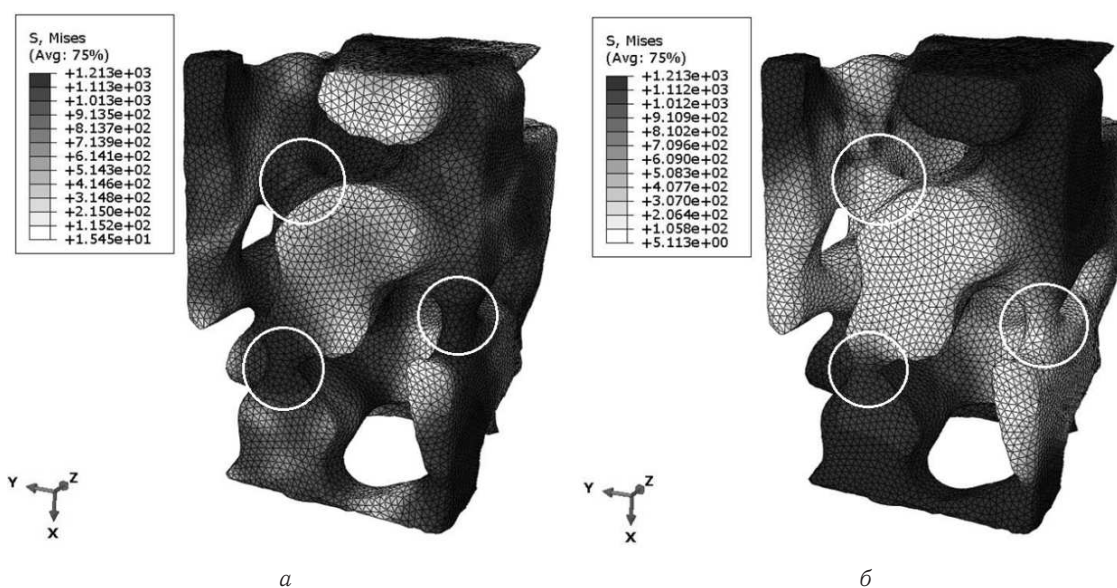 S, Mises
(Avg: 75%)
+1.213e+03
+1.113e+03
+1.013e+03
+9.135e+02
+8.137e+02
+7.139e+02
+6.141e+02
+5.143e+02
+4.146e+02
+3.148e+02
+2.150e+02
+1.152e+02
+1.545e+01
Y
Z
X
а
S, Mises
(Avg: 75%)
+1.213e+03
+1.112e+03
+1.012e+03
+9.109e+02
+8.102e+02
+7.096e+02
+6.090e+02
+5.083e+02
+4.077e+02
+3.070e+02
+2.064e+02
+1.058e+02
+5.113e+00
Y
Z
X
б